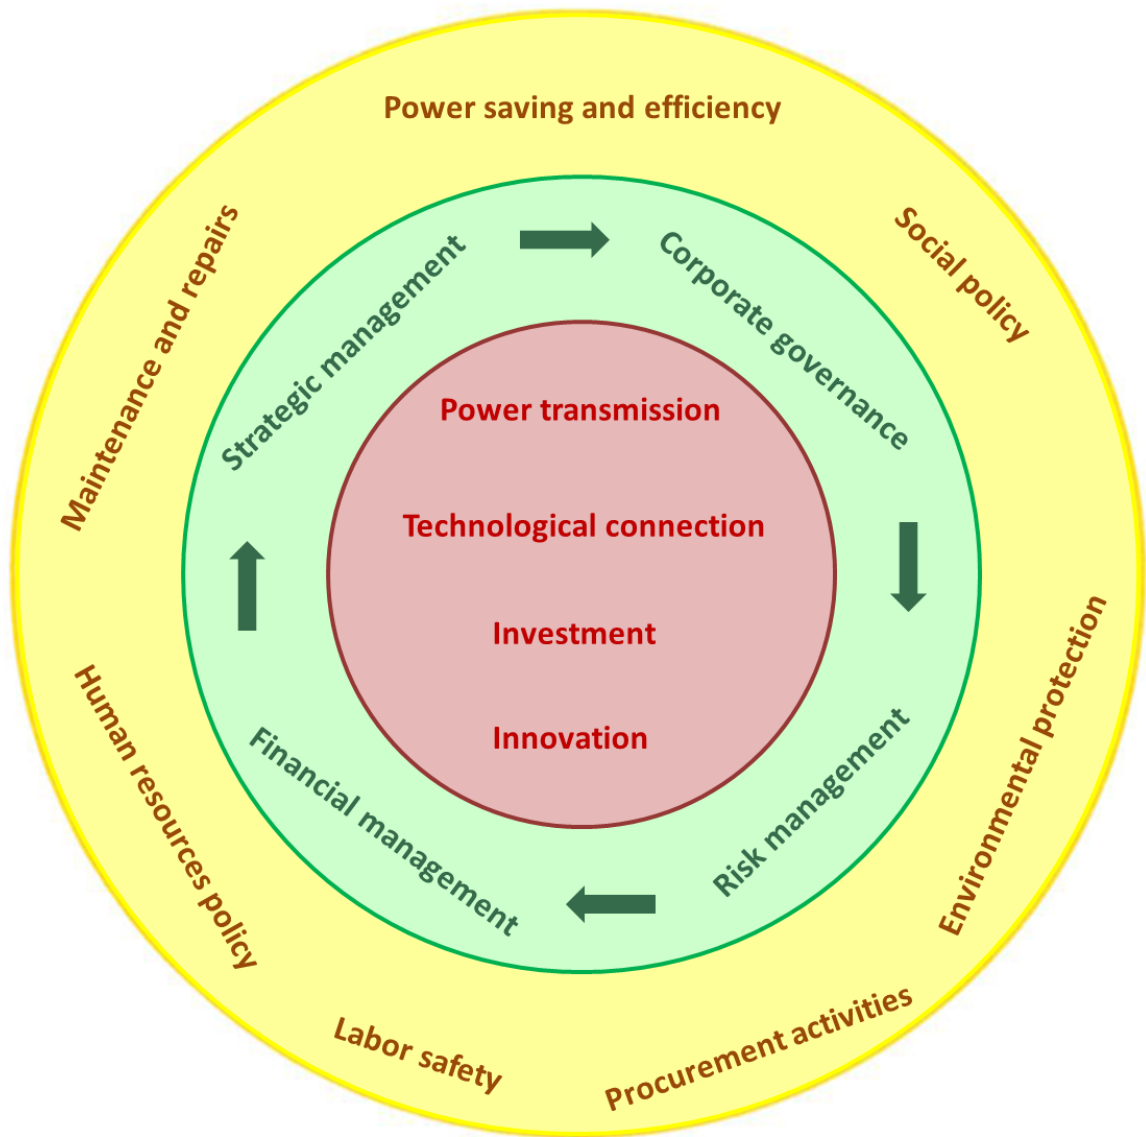 Power saving and efficiency
Social policy
Environmental protection
Procurement activities
Labor safety
Human resources policy
Maintenance and repairs
Strategic management
Corporate governance
Risk management
Financial management
Power transmission
Technological connection
Investment
Innovation